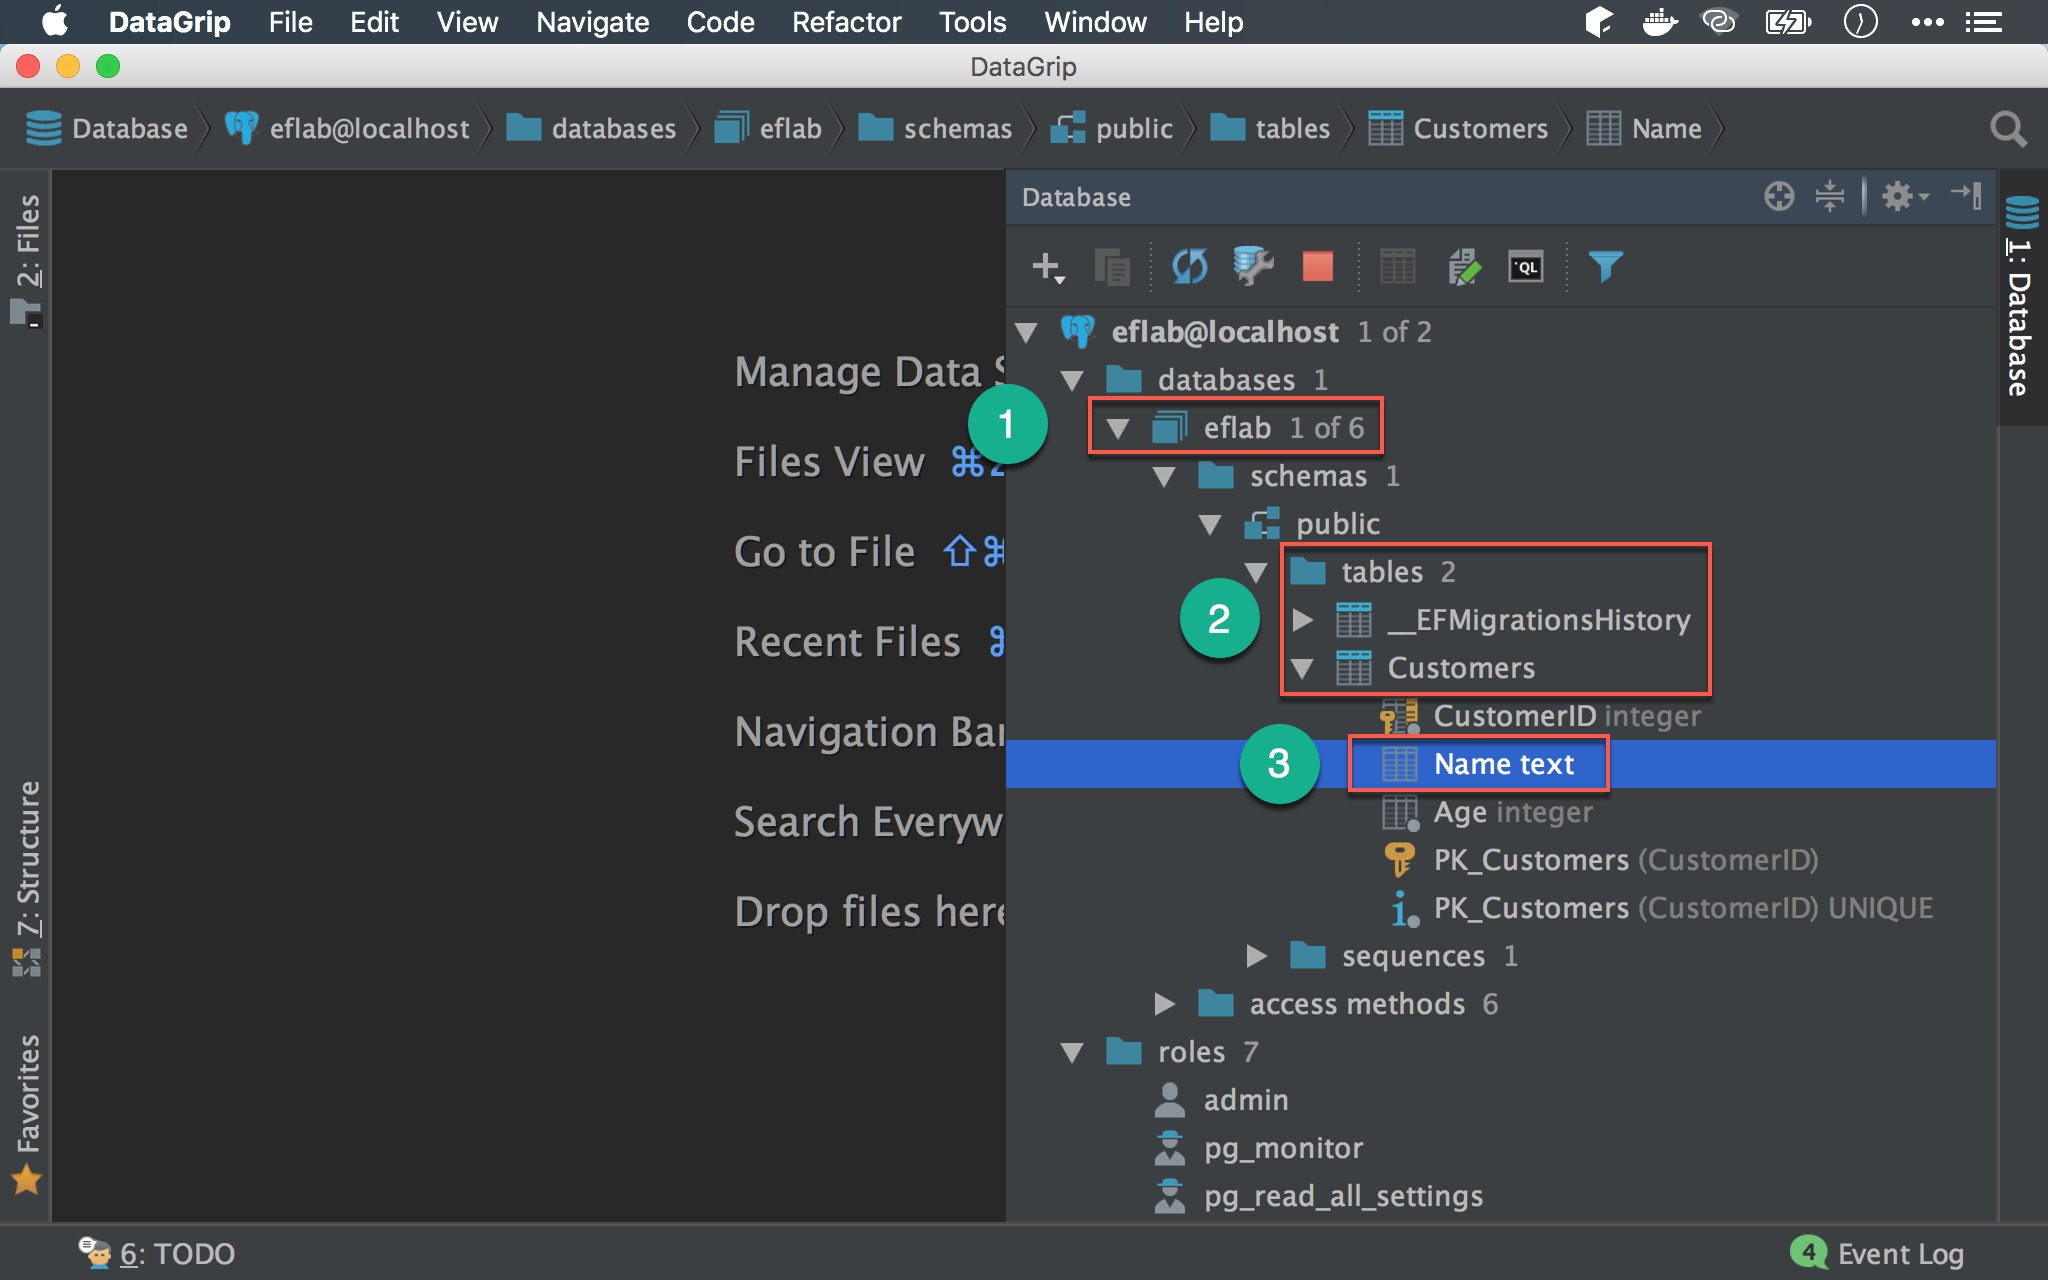 DataGrip File Edit View Navigate Code Refactor Tools Window Help
DataGrip
Database eflab@localhost databases eflab schemas public tables Customers Name
2: Files
7: Structure
Favorites
Manage Data S
Files View ⌘2
Go to File ⇧⌘
Recent Files ⌘
Navigation Bar
Search Everyw
Drop files here
Database
QL
eflab@localhost 1 of 2
databases 1
1
eflab 1 of 6
schemas 1
public
tables 2
2
__EFMigrationsHistory
Customers
CustomerID integer
3
Name text
Age integer
PK_Customers (CustomerID)
PK_Customers (CustomerID) UNIQUE
sequences 1
access methods 6
roles 7
admin
pg_monitor
pg_read_all_settings
1: Database
6: TODO
4 Event Log